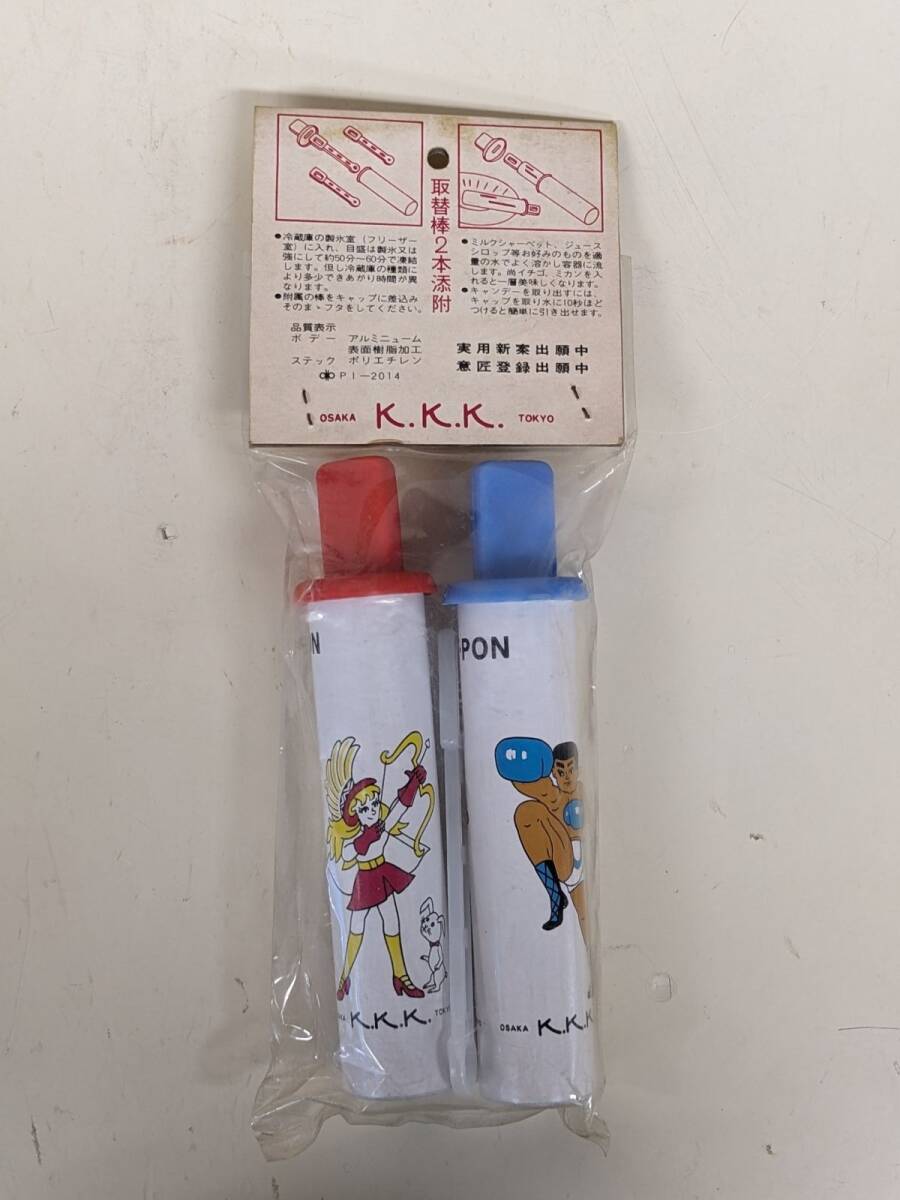 取替棒2本添附
●冷蔵庫の製氷室(フリーザー
室)に入れ、目盛は製氷又は
強にして約50分〜60分で凍結
します。但し冷蔵庫の種類に
より多少できあがり時間が異
なります。
●附属の棒をキャップに差込み
そのまゝフタをしてください。
●ミルクシャーベット、ジュース
シロップ等お好みのものを適
量の水でよく溶かし容器に流
します。尚イチゴ、ミカンを入
れると一層美味しくなります。
●キャンデーを取り出すには、
キャップを取り水に10秒ほど
つけると簡単に引き出せます。
品質表示
ボデー アルミニューム
表面樹脂加工
ステック ポリエチレン
PI-2014
実用新案出願中
意匠登録出願中
OSAKA K.K.K. TOKYO
N
PON
AKA K.K.K. TOKYO
OSAKA K.K.K